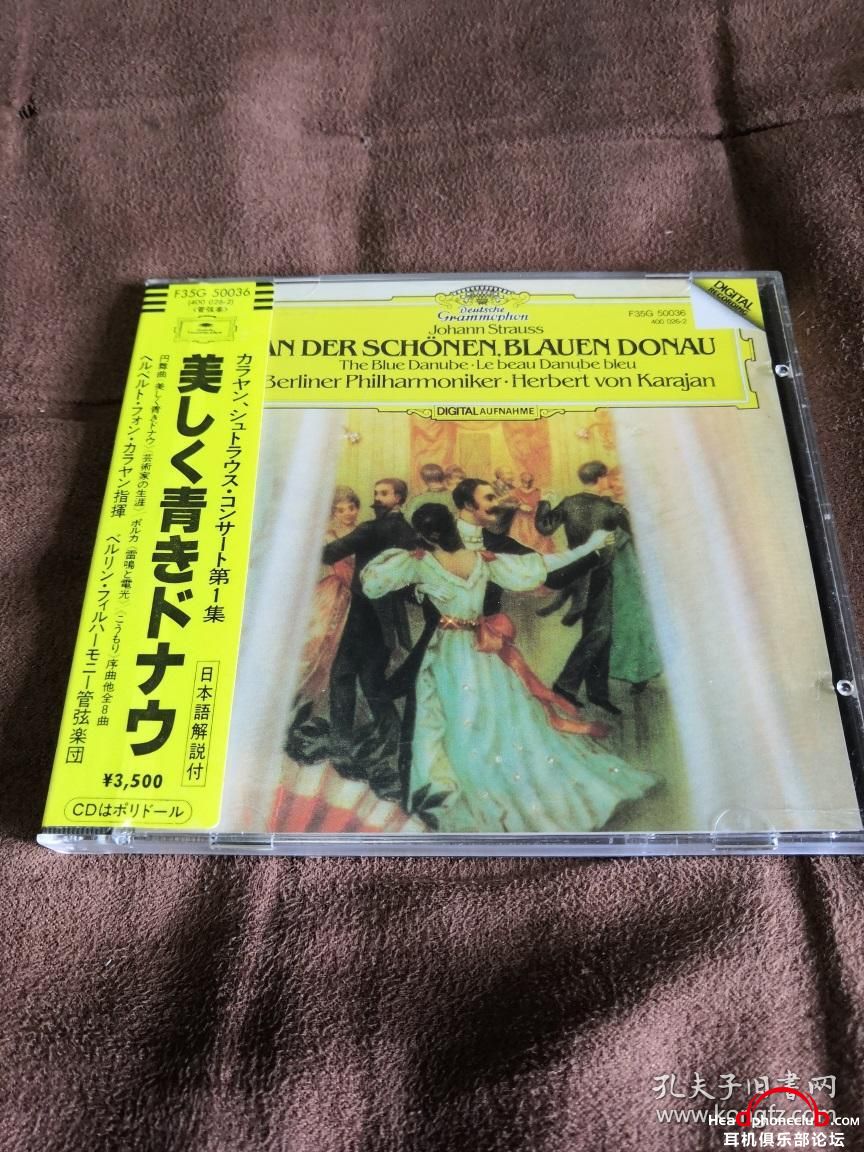 F35G 50036
(400 026-2)
〈管弦奏〉
カラヤン、シュトラウス・コンサート第1集
美しく青きドナウ
円舞曲〈美しく青きドナウ〉〈芸術家の生涯〉ポルカ〈雷鳴と電光〉〈こうもり〉序曲他全8曲
ヘルベルト・フォン・カラヤン指揮 ベルリン・フィルハーモニー管弦楽団
日本語解説付
¥3,500
CDはポリドール
Deutsche
Grammophon
F35G 50036
400 026-2
DIGITAL
RECORDING
Johann Strauss
AN DER SCHÖNEN, BLAUEN DONAU
The Blue Danube · Le beau Danube bleu
Berliner Philharmoniker · Herbert von Karajan
DIGITAL AUFNAHME
孔夫子旧书网
Headphoneclub.com
耳机俱乐部论坛